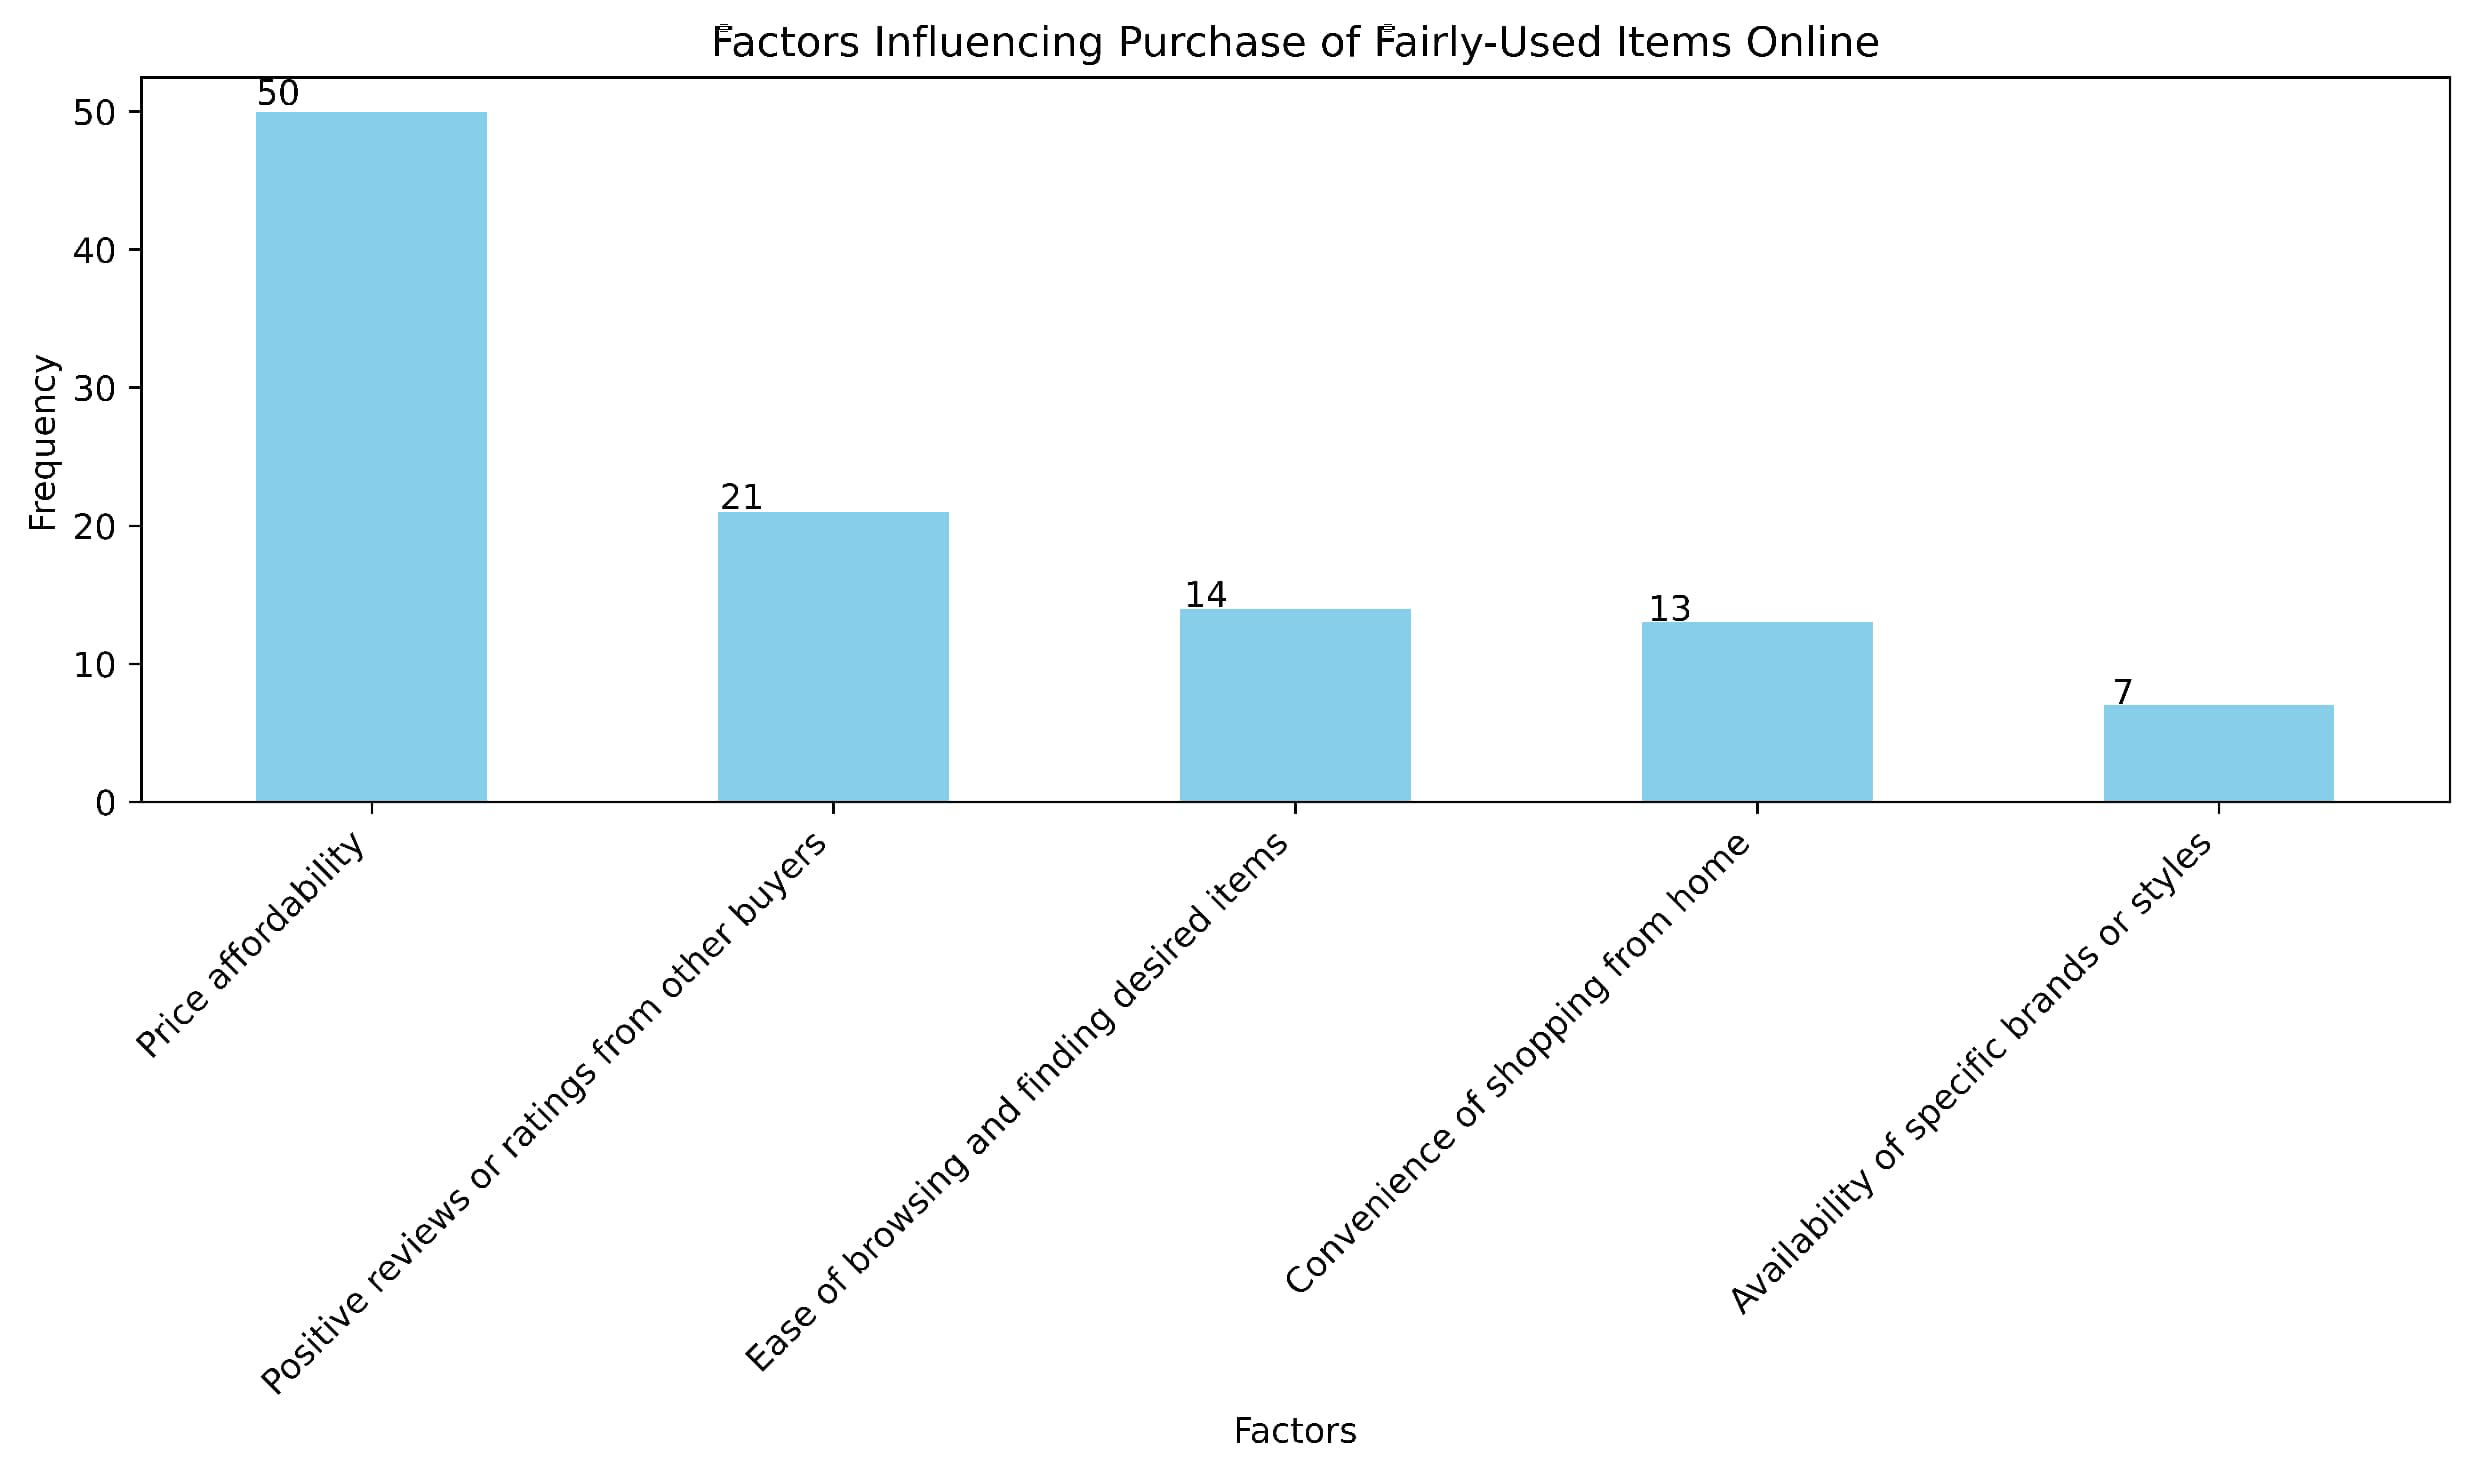 Factors Influencing Purchase of Fairly-Used Items Online
Frequency
50
40
30
20
10
0
50
21
14
13
7
Price affordability
Positive reviews or ratings from other buyers
Ease of browsing and finding desired items
Convenience of shopping from home
Availability of specific brands or styles
Factors